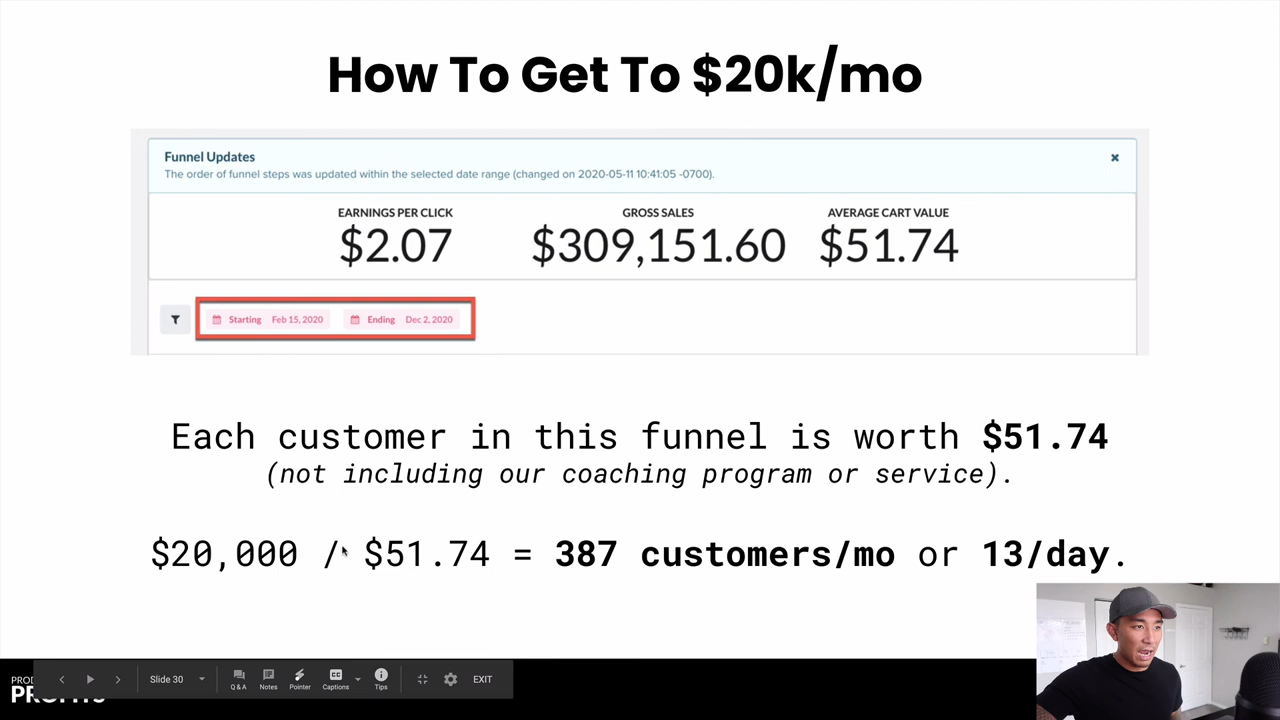 How To Get To $20k/mo
Funnel Updates
The order of funnel steps was updated within the selected date range (changed on 2020-05-11 10:41:05 -0700).
EARNINGS PER CLICK GROSS SALES AVERAGE CART VALUE
$2.07 $309,151.60 $51.74
Starting Feb 15, 2020 Ending Dec 2, 2020
Each customer in this funnel is worth $51.74
(not including our coaching program or service).
$20,000 / $51.74 = 387 customers/mo or 13/day.
Slide 30 Q & A Notes Pointer Captions Tips EXIT